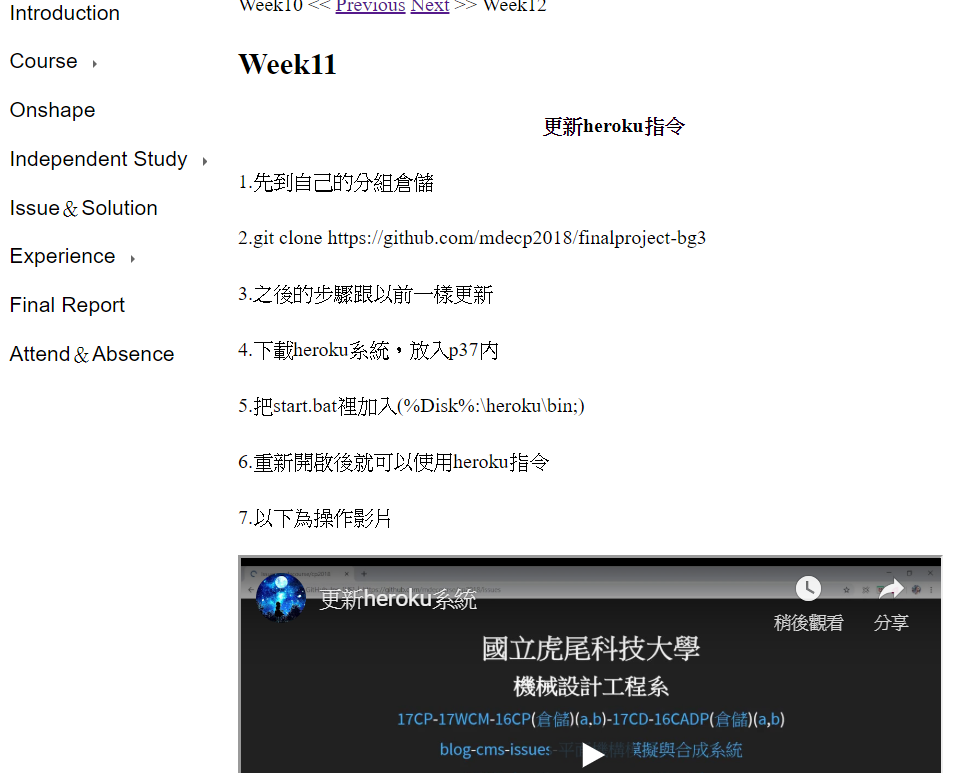 Introduction
Course
Onshape
Independent Study
Issue＆Solution
Experience
Final Report
Attend＆Absence
Week10 << Previous Next >> Week12
Week11
更新heroku指令
1.先到自己的分組倉儲
2.git clone https://github.com/mdecp2018/finalproject-bg3
3.之後的步驟跟以前一樣更新
4.下載heroku系統，放入p37內
5.把start.bat裡加入(%Disk%:\heroku\bin;)
6.重新開啟後就可以使用heroku指令
7.以下為操作影片
更新heroku系統
稍後觀看
分享
國立虎尾科技大學
機械設計工程系
17CP-17WCM-16CP(倉儲)(a,b)-17CD-16CADP(倉儲)(a,b)
blog-cms-issues-平面機構模擬與合成系統